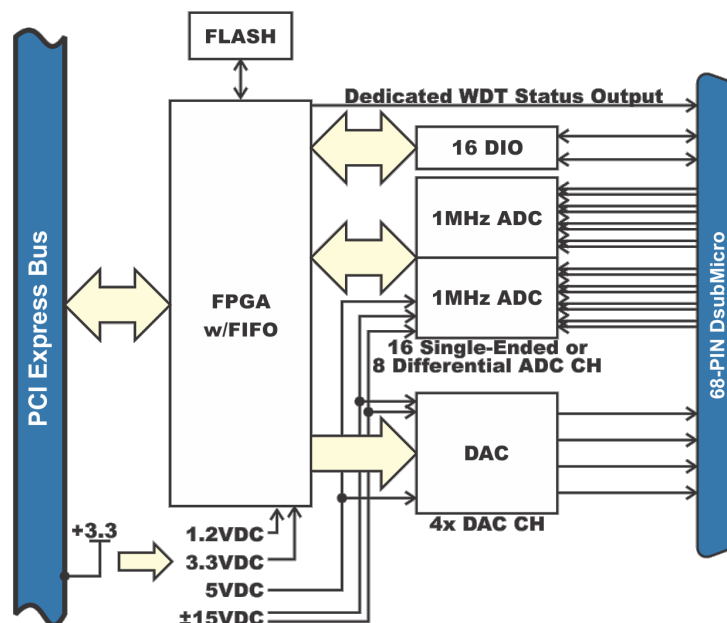 FLASH
Dedicated WDT Status Output
16 DIO
1MHz ADC
1MHz ADC
16 Single-Ended or
8 Differential ADC CH
FPGA
w/FIFO
PCI Express Bus
68-PIN DsubMicro
DAC
4x DAC CH
+3.3
1.2VDC
3.3VDC
5VDC
±15VDC